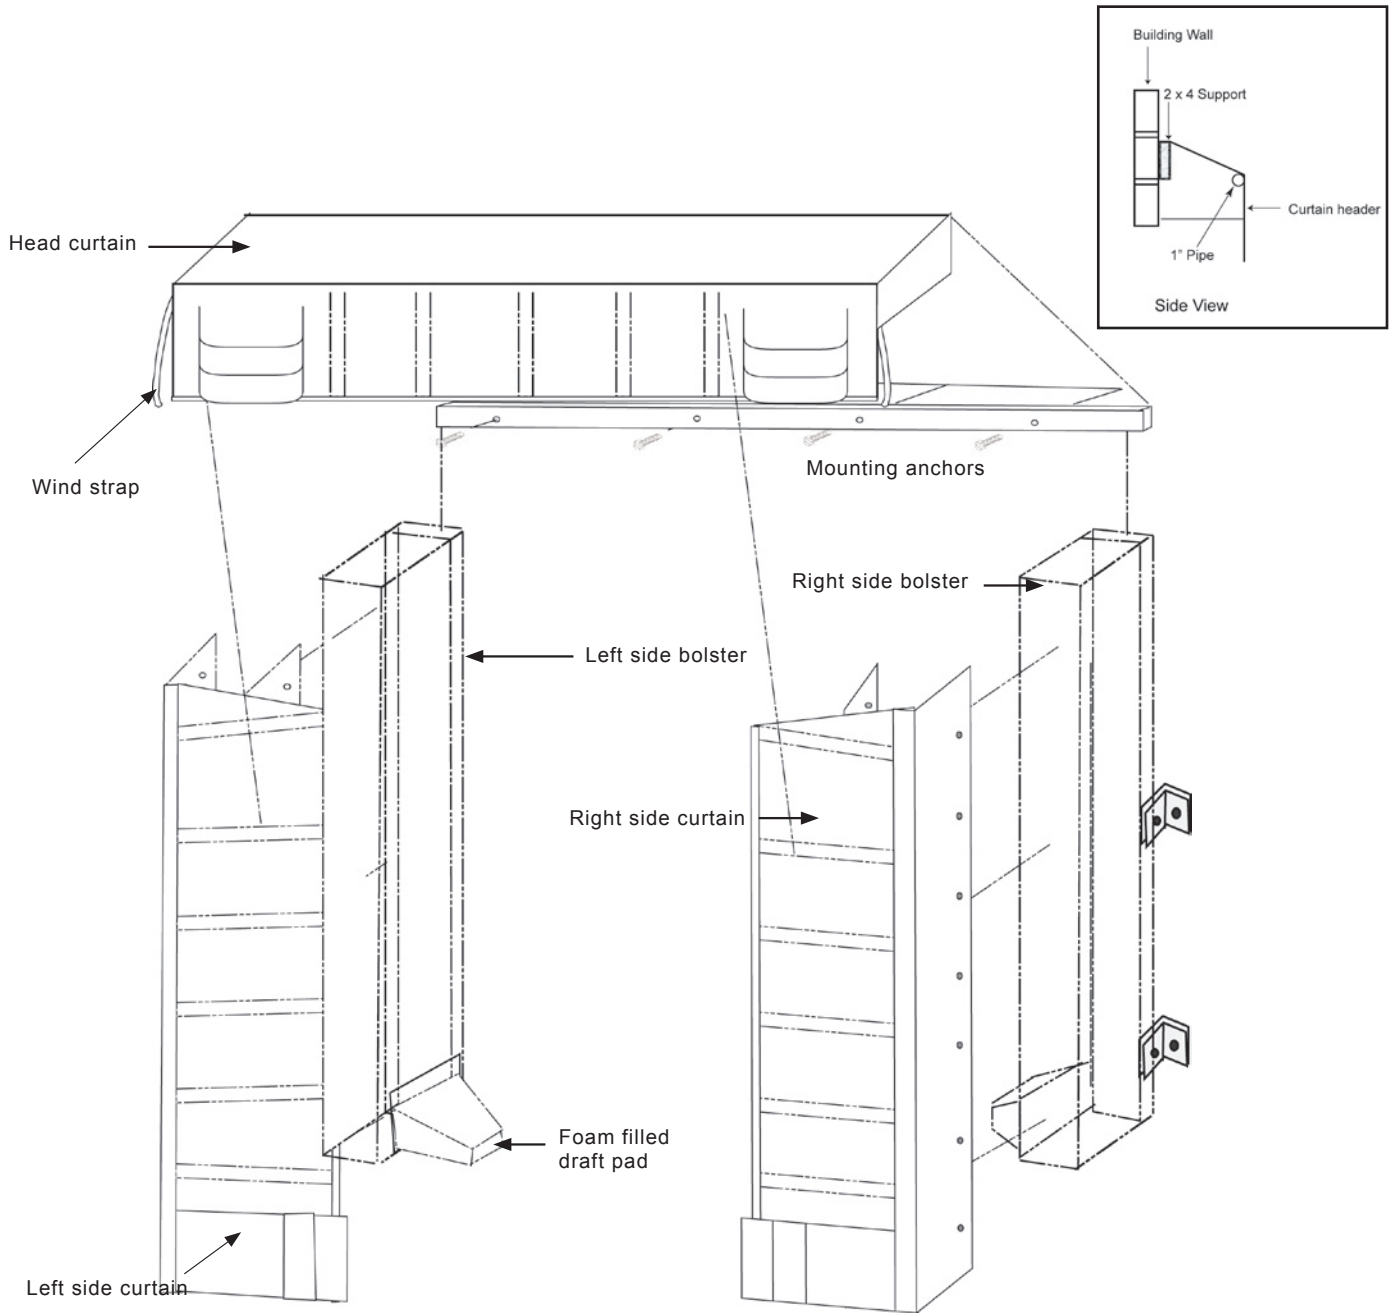 Building Wall
2 x 4 Support
Curtain header
1" Pipe
Side View
Head curtain
Wind strap
Mounting anchors
Right side bolster
Left side bolster
Right side curtain
Foam filled
draft pad
Left side curtain